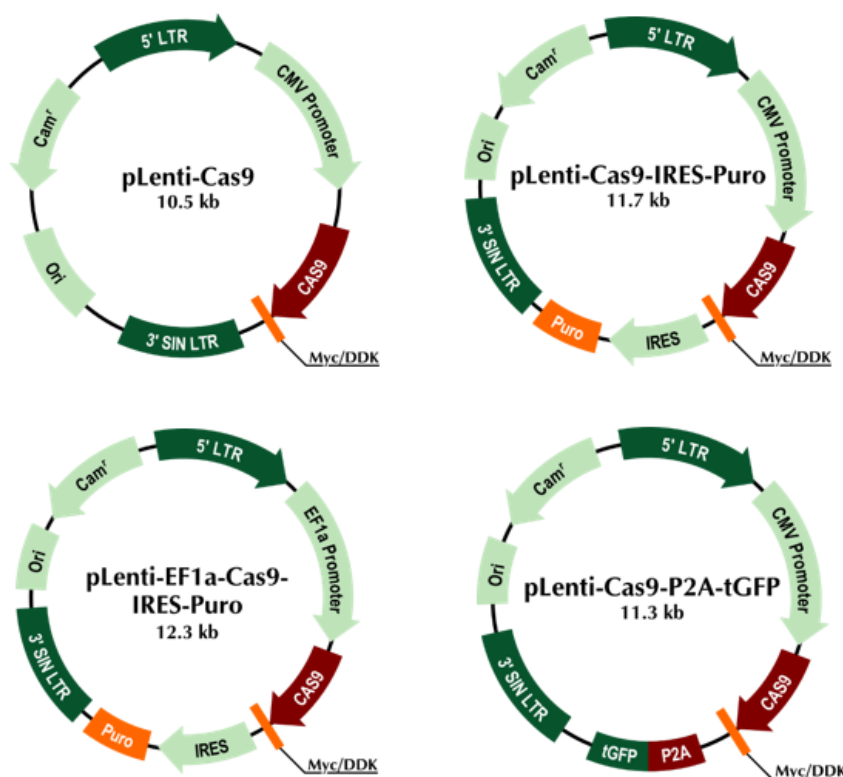 5' LTR
CMV Promoter
CAS9
Myc/DDK
3' SIN LTR
Ori
Camʳ
pLenti-Cas9
10.5 kb
5' LTR
CMV Promoter
CAS9
Myc/DDK
IRES
Puro
3' SIN LTR
Ori
Camʳ
pLenti-Cas9-IRES-Puro
11.7 kb
5' LTR
EF1a Promoter
CAS9
Myc/DDK
IRES
Puro
3' SIN LTR
Ori
Camʳ
pLenti-EF1a-Cas9-
IRES-Puro
12.3 kb
5' LTR
CMV Promoter
CAS9
Myc/DDK
P2A
tGFP
3' SIN LTR
Ori
Camʳ
pLenti-Cas9-P2A-tGFP
11.3 kb